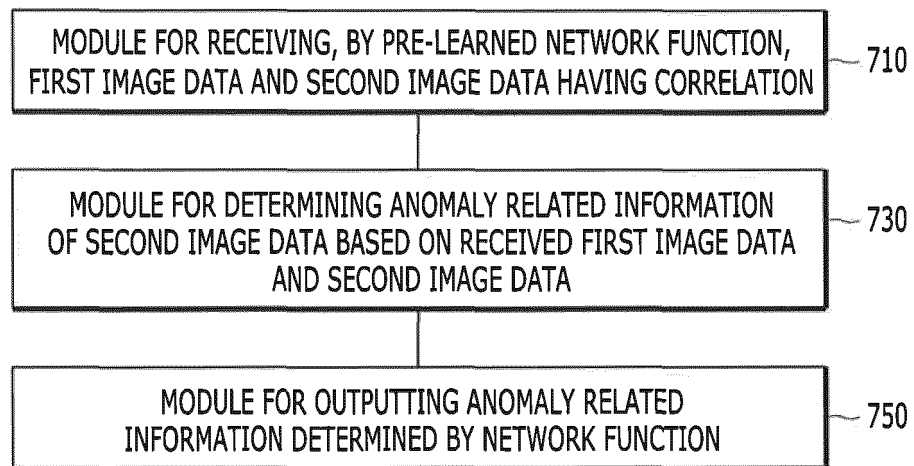 MODULE FOR RECEIVING, BY PRE-LEARNED NETWORK FUNCTION,
FIRST IMAGE DATA AND SECOND IMAGE DATA HAVING CORRELATION
710
MODULE FOR DETERMINING ANOMALY RELATED INFORMATION
OF SECOND IMAGE DATA BASED ON RECEIVED FIRST IMAGE DATA
AND SECOND IMAGE DATA
730
MODULE FOR OUTPUTTING ANOMALY RELATED
INFORMATION DETERMINED BY NETWORK FUNCTION
750